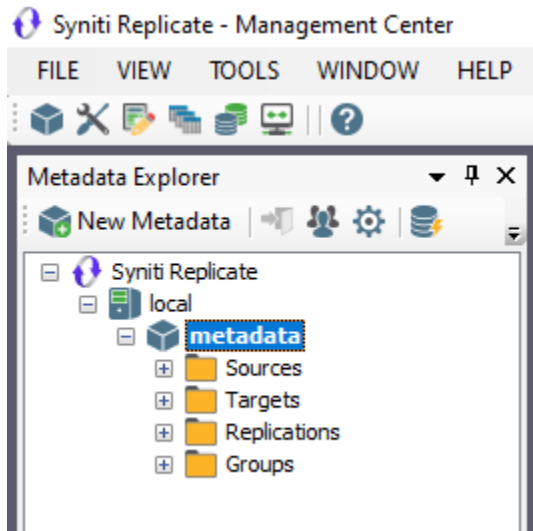 Syniti Replicate - Management Center
FILE VIEW TOOLS WINDOW HELP
Metadata Explorer
New Metadata
Syniti Replicate
local
metadata
Sources
Targets
Replications
Groups